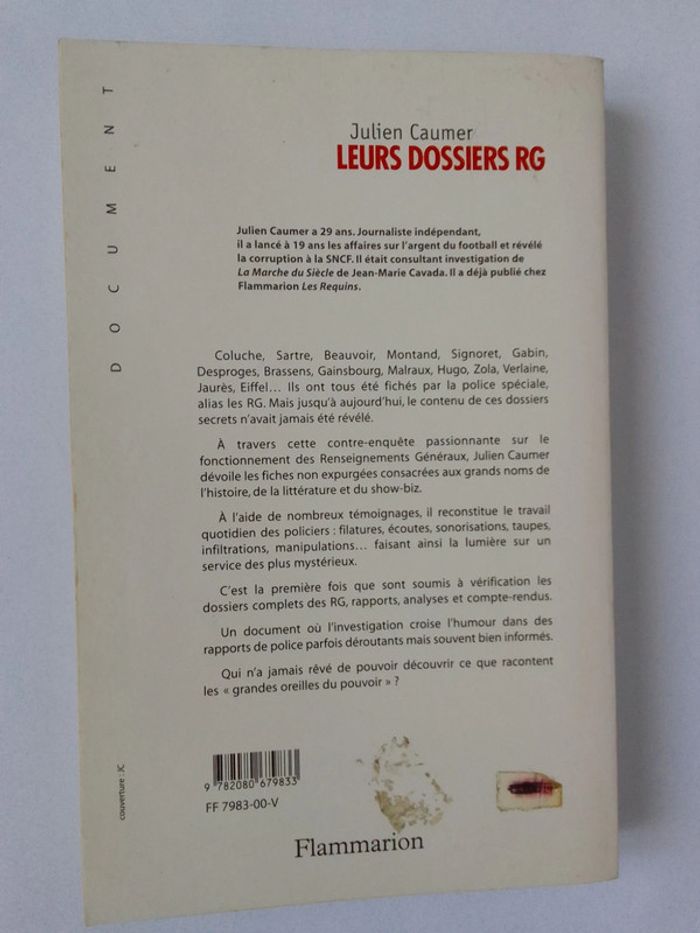 DOCUMENT
Julien Caumer
LEURS DOSSIERS RG
Julien Caumer a 29 ans. Journaliste indépendant,
il a lancé à 19 ans les affaires sur l'argent du football et révélé
la corruption à la SNCF. Il était consultant investigation de
La Marche du Siècle de Jean-Marie Cavada. Il a déjà publié chez
Flammarion Les Requins.
Coluche, Sartre, Beauvoir, Montand, Signoret, Gabin,
Desproges, Brassens, Gainsbourg, Malraux, Hugo, Zola, Verlaine,
Jaurès, Eiffel... Ils ont tous été fichés par la police spéciale,
alias les RG. Mais jusqu'à aujourd'hui, le contenu de ces dossiers
secrets n'avait jamais été révélé.
À travers cette contre-enquête passionnante sur le
fonctionnement des Renseignements Généraux, Julien Caumer
dévoile les fiches non expurgées consacrées aux grands noms de
l'histoire, de la littérature et du show-biz.
À l'aide de nombreux témoignages, il reconstitue le travail
quotidien des policiers : filatures, écoutes, sonorisations, taupes,
infiltrations, manipulations... faisant ainsi la lumière sur un
service des plus mystérieux.
C'est la première fois que sont soumis à vérification les
dossiers complets des RG, rapports, analyses et compte-rendus.
Un document où l'investigation croise l'humour dans des
rapports de police parfois déroutants mais souvent bien informés.
Qui n'a jamais rêvé de pouvoir découvrir ce que racontent
les « grandes oreilles du pouvoir » ?
couverture : JC
9 782080 679833
FF 7983-00-V
Flammarion